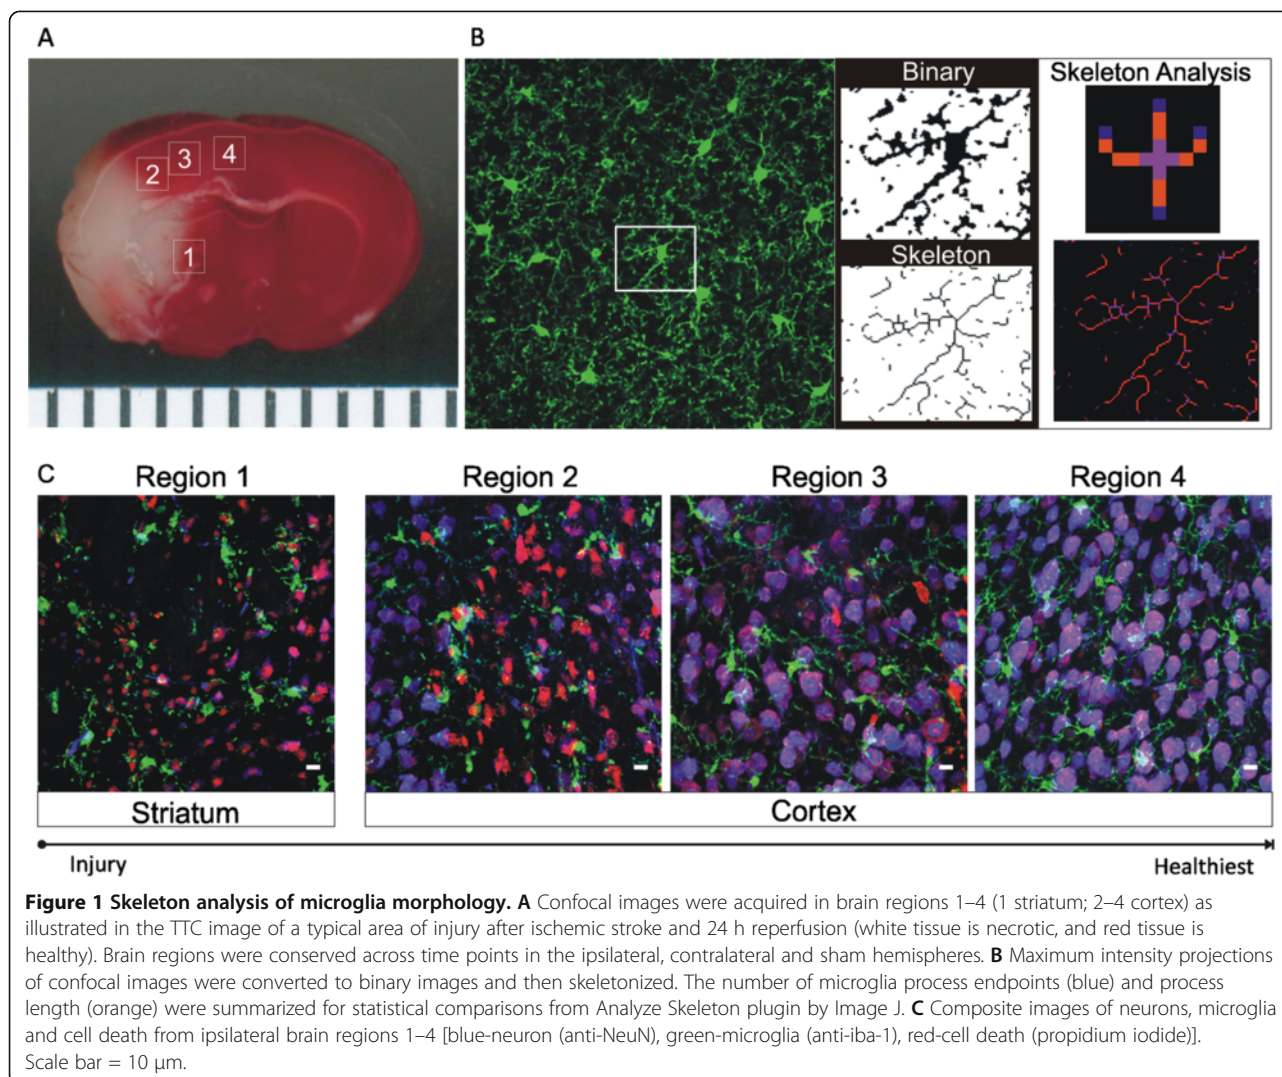 A
B
2
3
4
1
Binary
Skeleton
Skeleton Analysis
C
Region 1
Region 2
Region 3
Region 4
Striatum
Cortex
Injury
Healthiest
Figure 1 Skeleton analysis of microglia morphology. A Confocal images were acquired in brain regions 1–4 (1 striatum; 2–4 cortex) as
illustrated in the TTC image of a typical area of injury after ischemic stroke and 24 h reperfusion (white tissue is necrotic, and red tissue is
healthy). Brain regions were conserved across time points in the ipsilateral, contralateral and sham hemispheres. B Maximum intensity projections
of confocal images were converted to binary images and then skeletonized. The number of microglia process endpoints (blue) and process
length (orange) were summarized for statistical comparisons from Analyze Skeleton plugin by Image J. C Composite images of neurons, microglia
and cell death from ipsilateral brain regions 1–4 [blue-neuron (anti-NeuN), green-microglia (anti-iba-1), red-cell death (propidium iodide)].
Scale bar = 10 μm.